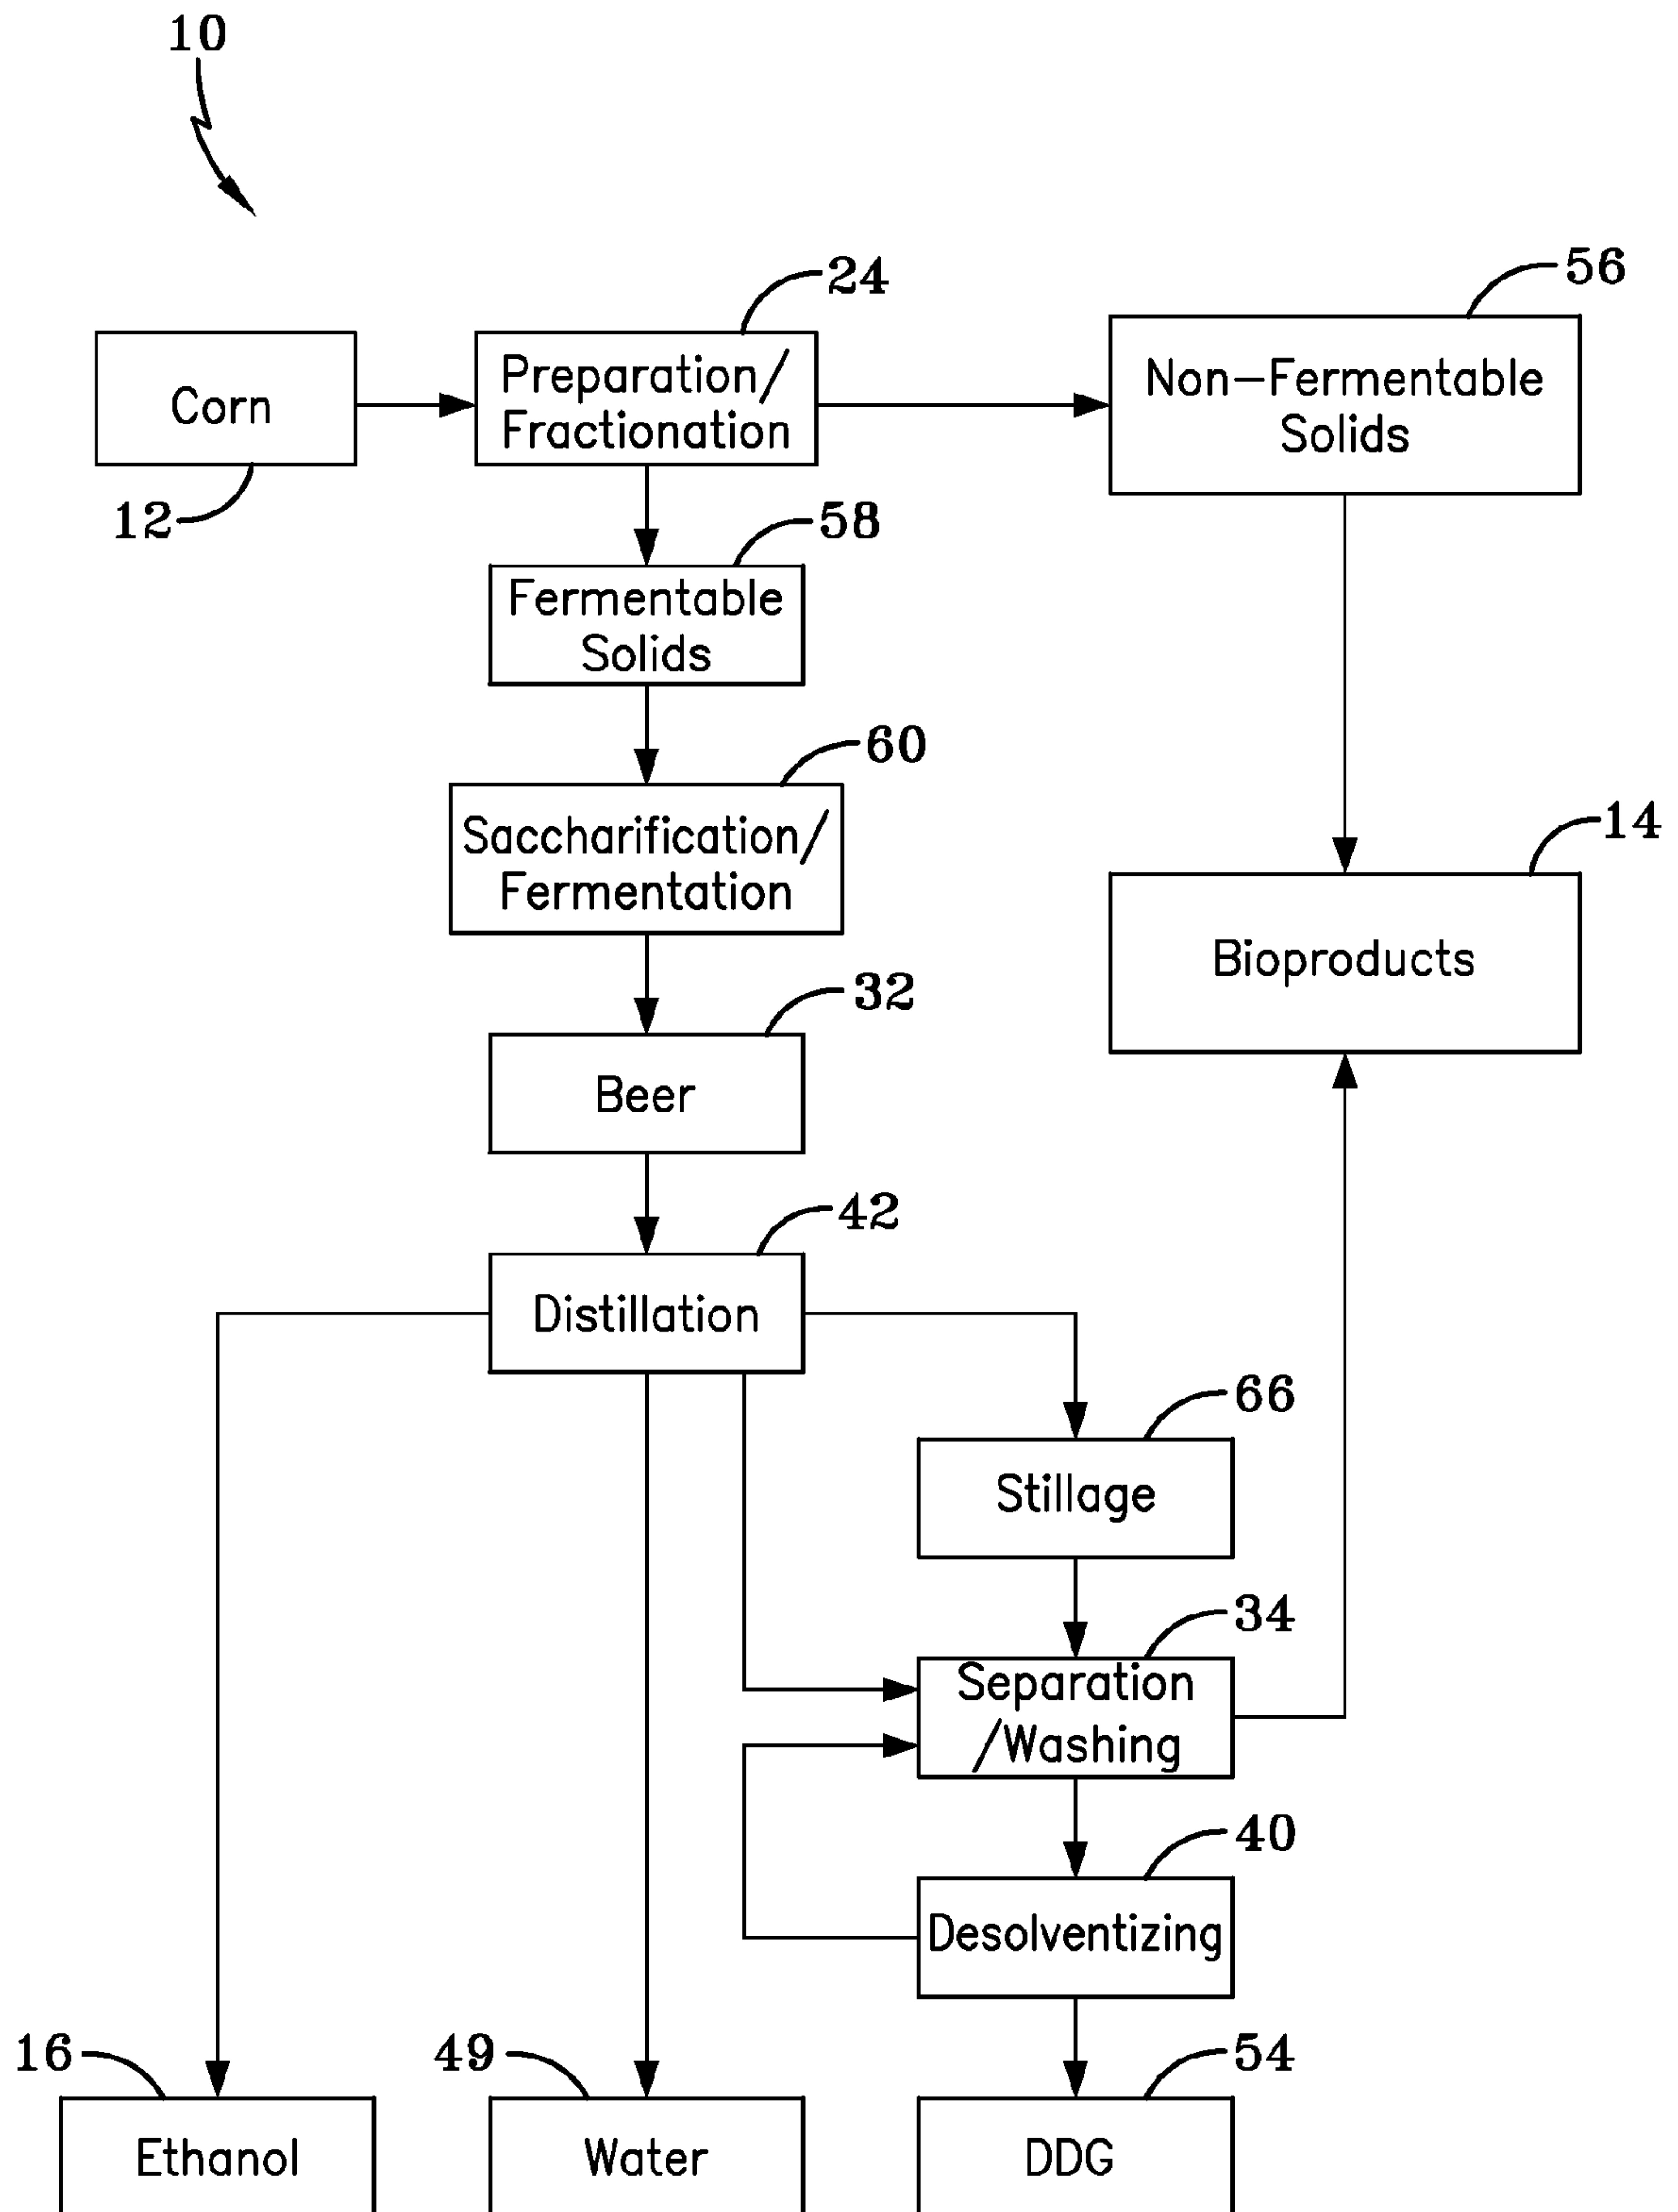 10
24
56
Corn
Preparation/
Fractionation
Non-Fermentable
Solids
12
58
Fermentable
Solids
60
Saccharification/
Fermentation
14
Bioproducts
32
Beer
42
Distillation
66
Stillage
34
Separation
/Washing
40
Desolventizing
16
49
54
Ethanol
Water
DDG